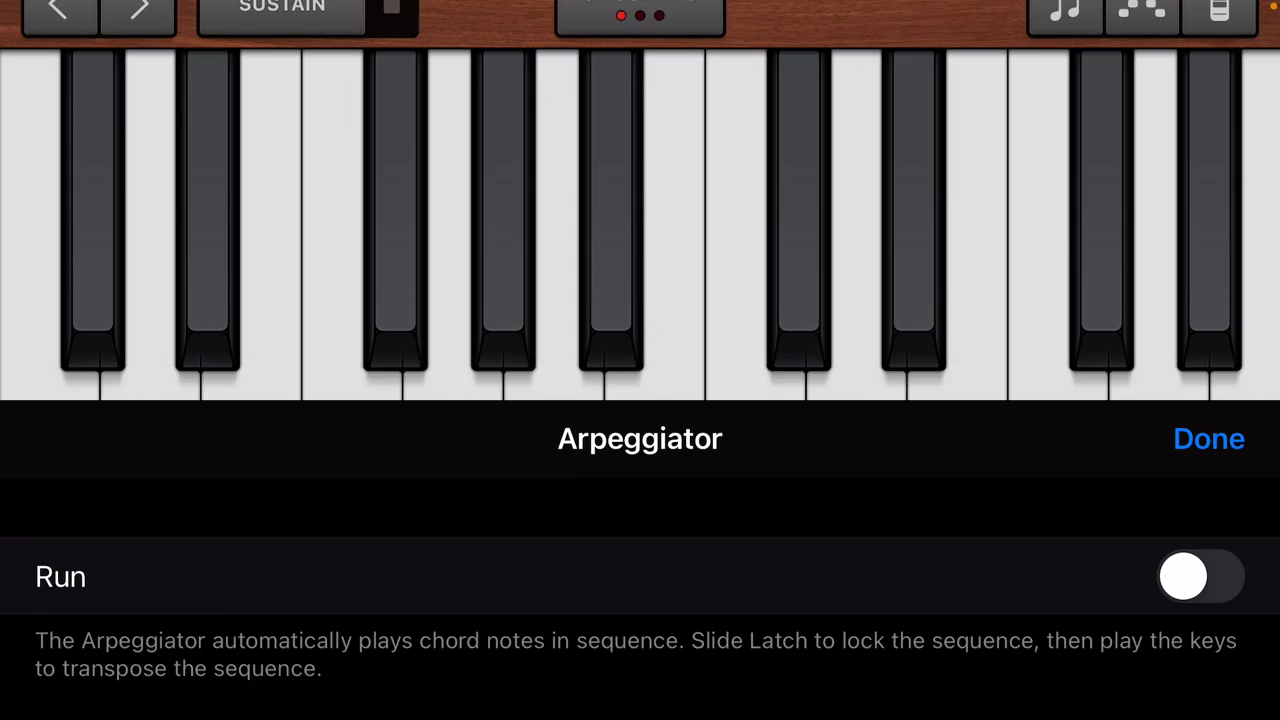 SUSTAIN
Arpeggiator
Done
Run
The Arpeggiator automatically plays chord notes in sequence. Slide Latch to lock the sequence, then play the keys
to transpose the sequence.